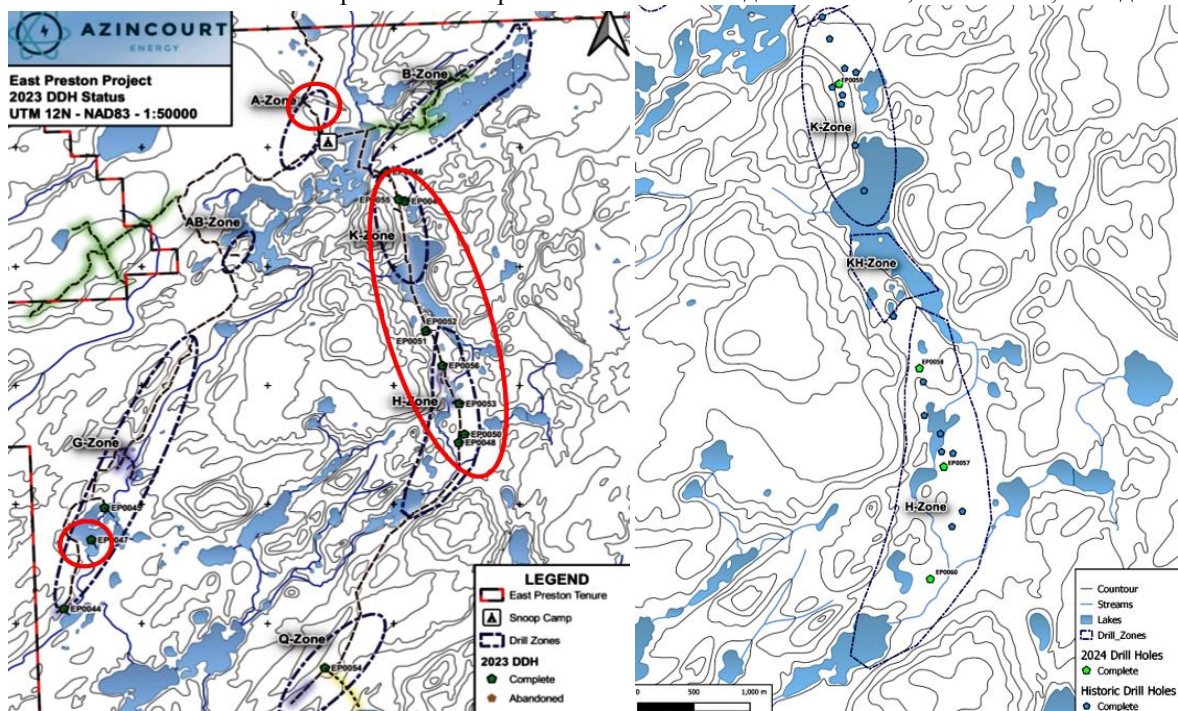 AZINCOURT
ENERGY
East Preston Project
2023 DDH Status
UTM 12N - NAD83 - 1:50000
A-Zone
B-Zone
EP0055
K-Zone
AB-Zone
EP0052
EP0051
EP0056
H-Zone
EP0053
EP0050
EP0048
G-Zone
EP0047
EP0044
Q-Zone
EP0054
LEGEND
East Preston Tenure
Snoop Camp
Drill Zones
2023 DDH
Complete
Abandoned
EP0059
K-Zone
KH-Zone
EP0058
EP0057
H-Zone
EP0060
Countour
Streams
Lakes
Drill_Zones
2024 Drill Holes
Complete
Historic Drill Holes
Complete
0 500 1,000 m